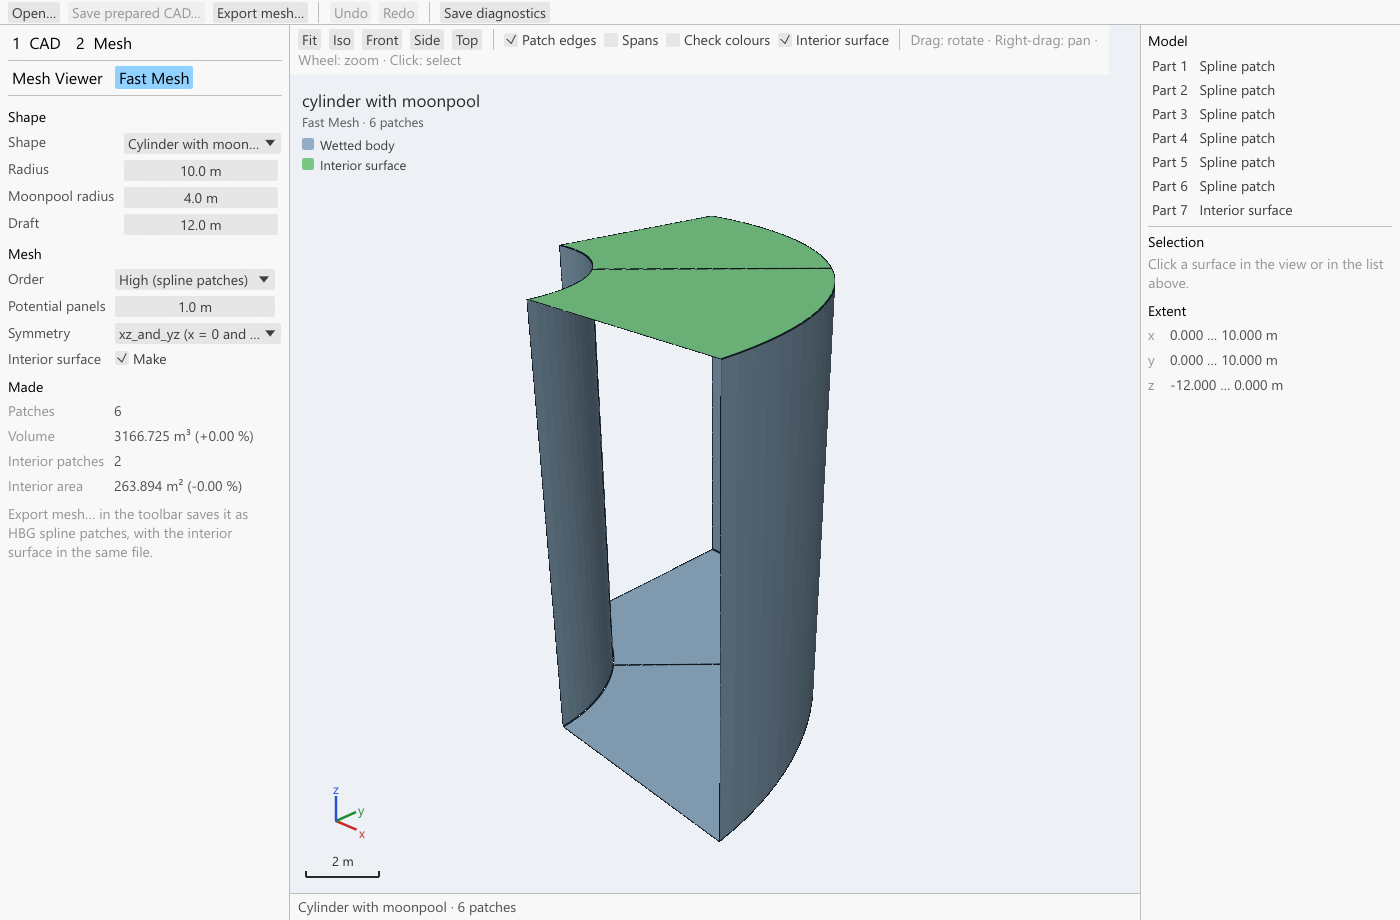 Open... Save prepared CAD... Export mesh... Undo Redo Save diagnostics
1 CAD 2 Mesh
Mesh Viewer Fast Mesh
Shape
Shape Cylinder with moon...
Radius 10.0 m
Moonpool radius 4.0 m
Draft 12.0 m
Mesh
Order High (spline patches)
Potential panels 1.0 m
Symmetry xz_and_yz (x = 0 and ...
Interior surface Make
Made
Patches 6
Volume 3166.725 m³ (+0.00 %)
Interior patches 2
Interior area 263.894 m² (-0.00 %)
Export mesh... in the toolbar saves it as
HBG spline patches, with the interior
surface in the same file.
Fit Iso Front Side Top Patch edges Spans Check colours Interior surface Drag: rotate · Right-drag: pan ·
Wheel: zoom · Click: select
cylinder with moonpool
Fast Mesh · 6 patches
Wetted body
Interior surface
z
y
x
2 m
Cylinder with moonpool · 6 patches
Model
Part 1 Spline patch
Part 2 Spline patch
Part 3 Spline patch
Part 4 Spline patch
Part 5 Spline patch
Part 6 Spline patch
Part 7 Interior surface
Selection
Click a surface in the view or in the list
above.
Extent
x 0.000 ... 10.000 m
y 0.000 ... 10.000 m
z -12.000 ... 0.000 m